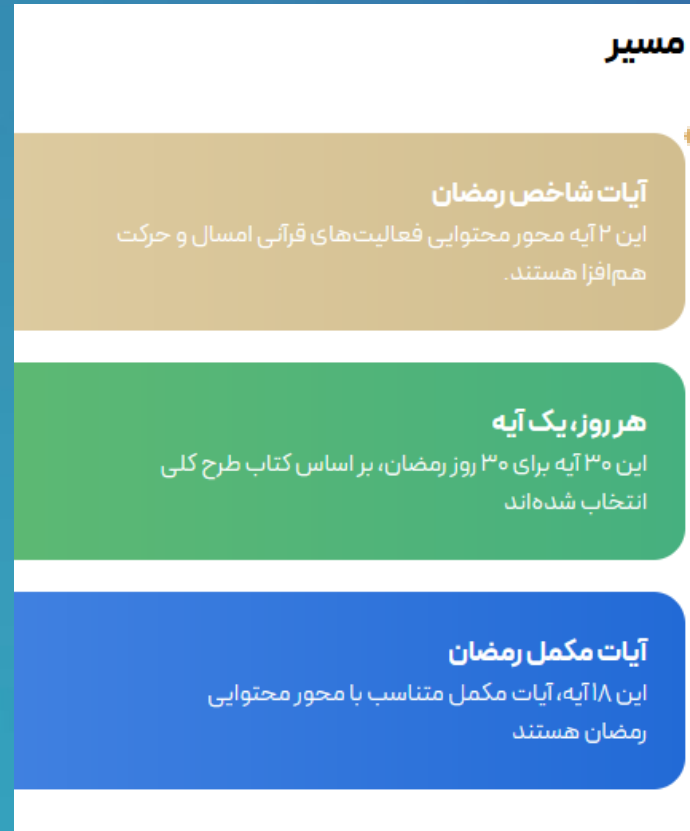 مسیر
آیات شاخص رمضان
این ۲ آیه محور محتوایی فعالیت‌های قرآنی امسال و حرکت
هم‌افزا هستند.
هر روز، یک آیه
این ۳۰ آیه برای ۳۰ روز رمضان، بر اساس کتاب طرح کلی
انتخاب شده‌اند
آیات مکمل رمضان
این ۱۸ آیه، آیات مکمل متناسب با محور محتوایی
رمضان هستند